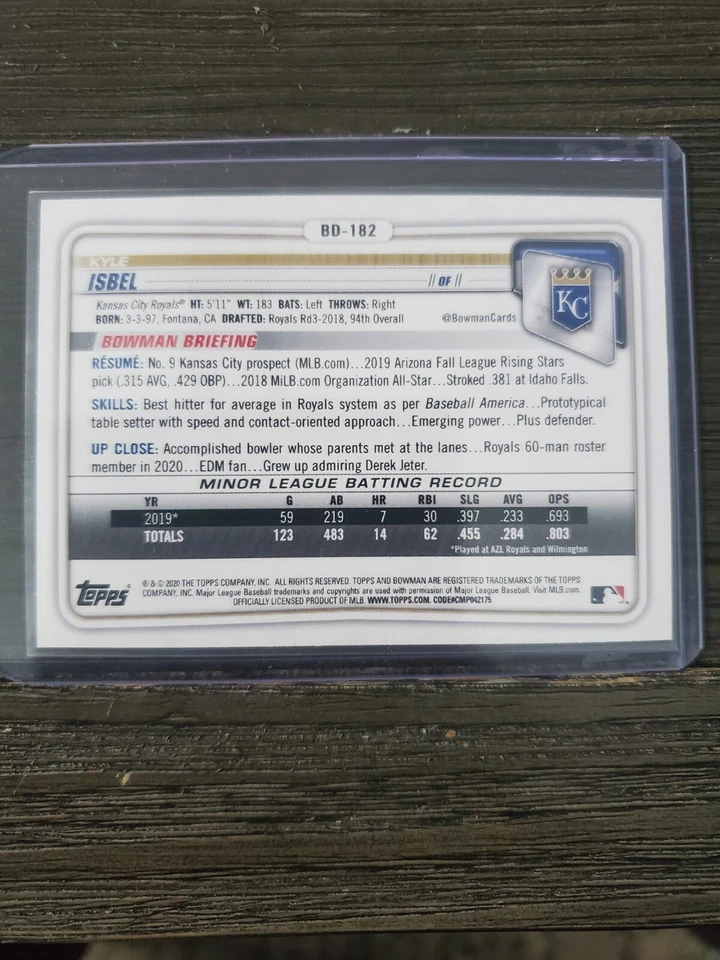 BD-182
KYLE
ISBEL // OF //
Kansas City Royals® HT: 5'11" WT: 183 BATS: Left THROWS: Right
BORN: 3-3-97, Fontana, CA DRAFTED: Royals Rd3-2018, 94th Overall @BowmanCards
KC
BOWMAN BRIEFING
RÉSUMÉ: No. 9 Kansas City prospect (MLB.com)...2019 Arizona Fall League Rising Stars
pick (.315 AVG, .429 OBP)...2018 MiLB.com Organization All-Star...Stroked .381 at Idaho Falls.
SKILLS: Best hitter for average in Royals system as per Baseball America...Prototypical
table setter with speed and contact-oriented approach...Emerging power...Plus defender.
UP CLOSE: Accomplished bowler whose parents met at the lanes...Royals 60-man roster
member in 2020...EDM fan...Grew up admiring Derek Jeter.
MINOR LEAGUE BATTING RECORD
YR G AB HR RBI SLG AVG OPS
2019* 59 219 7 30 .397 .233 .693
TOTALS 123 483 14 62 .455 .284 .803
*Played at AZL Royals and Wilmington
Topps®
® & © 2020 THE TOPPS COMPANY, INC. ALL RIGHTS RESERVED. TOPPS AND BOWMAN ARE REGISTERED TRADEMARKS OF THE TOPPS
COMPANY, INC. Major League Baseball trademarks and copyrights are used with permission of Major League Baseball. Visit MLB.com.
OFFICIALLY LICENSED PRODUCT OF MLB. WWW.TOPPS.COM. CODE#CMP042175